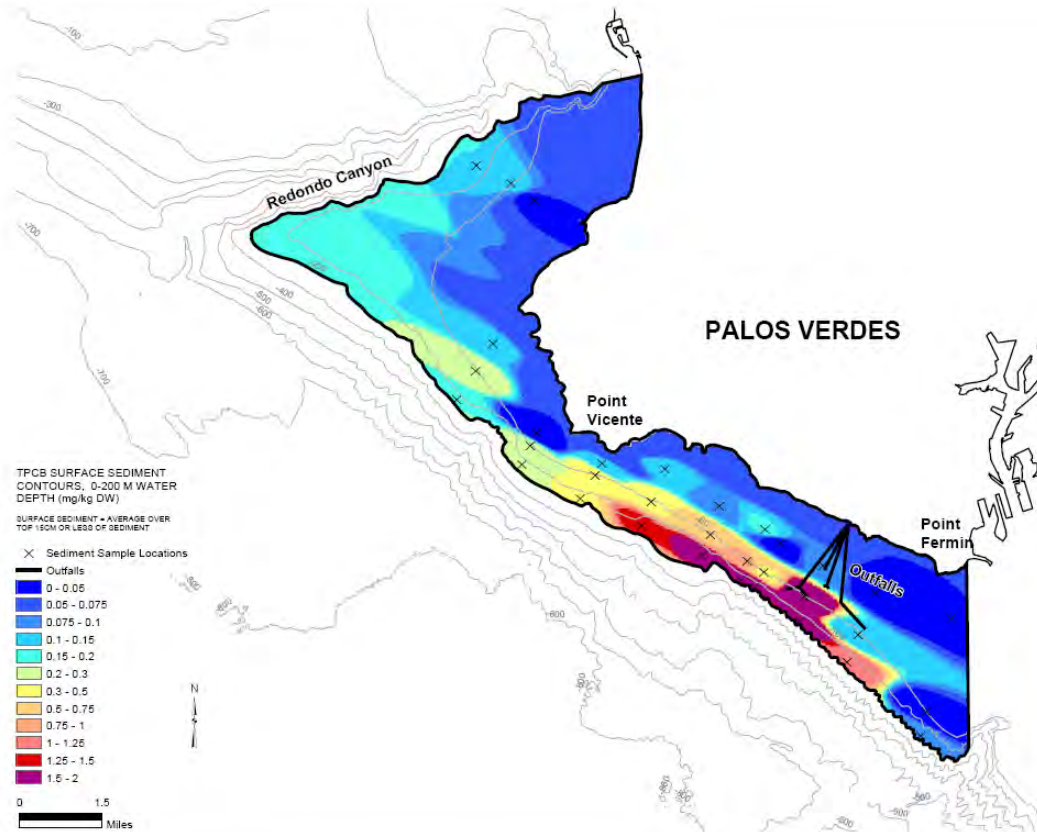 -100
-300
Redondo Canyon
-700
-200
-400
-500
-600
-700
PALOS VERDES
Point
Vicente
Point
Fermin
Outfalls
TPCB SURFACE SEDIMENT
CONTOURS, 0-200 M WATER
DEPTH (mg/kg DW)
SURFACE SEDIMENT = AVERAGE OVER
TOP 15CM OR LESS OF SEDIMENT
Sediment Sample Locations
Outfalls
0 - 0.05
0.05 - 0.075
0.075 - 0.1
0.1 - 0.15
0.15 - 0.2
0.2 - 0.3
0.3 - 0.5
0.5 - 0.75
0.75 - 1
1 - 1.25
1.25 - 1.5
1.5 - 2
N
0 1.5
Miles
-800
-800